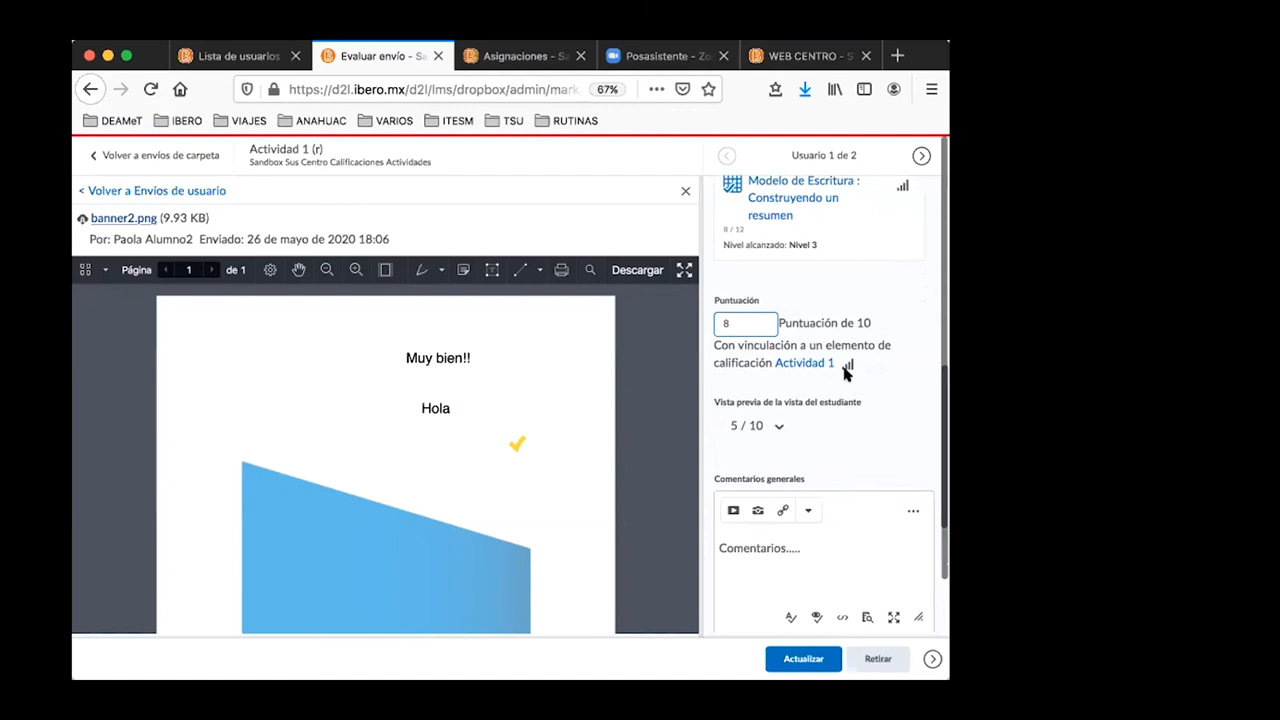 Lista de usuarios
Evaluar envío - Sa
Asignaciones - S
Posasistente - Zo
WEB CENTRO - S
https://d2l.ibero.mx/d2l/lms/dropbox/admin/mark
67%
DEAMeT
IBERO
VIAJES
ANAHUAC
VARIOS
ITESM
TSU
RUTINAS
Volver a envíos de carpeta
Actividad 1 (r)
Sandbox Sus Centro Calificaciones Actividades
Usuario 1 de 2
< Volver a Envíos de usuario
banner2.png (9.93 KB)
Por: Paola Alumno2 Enviado: 26 de mayo de 2020 18:06
Página 1 de 1
Descargar
Muy bien!!
Hola
Modelo de Escritura :
Construyendo un
resumen
8 / 12
Nivel alcanzado: Nivel 3
Puntuación
8 Puntuación de 10
Con vinculación a un elemento de
calificación Actividad 1
Vista previa de la vista del estudiante
5 / 10
Comentarios generales
Comentarios.....
Actualizar
Retirar